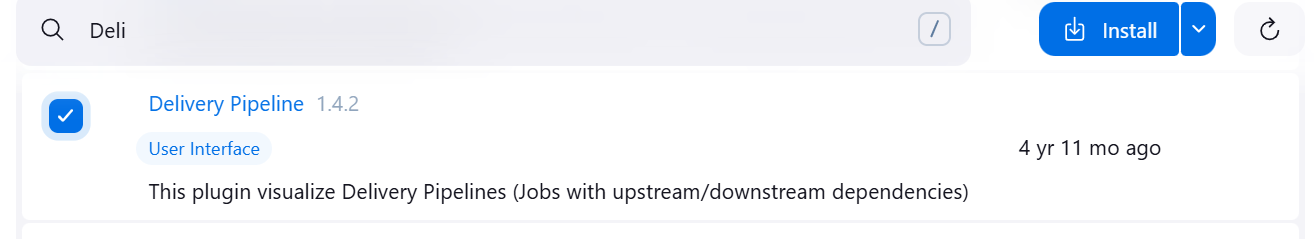 Deli / Install
Delivery Pipeline 1.4.2
User Interface
4 yr 11 mo ago
This plugin visualize Delivery Pipelines (Jobs with upstream/downstream dependencies)